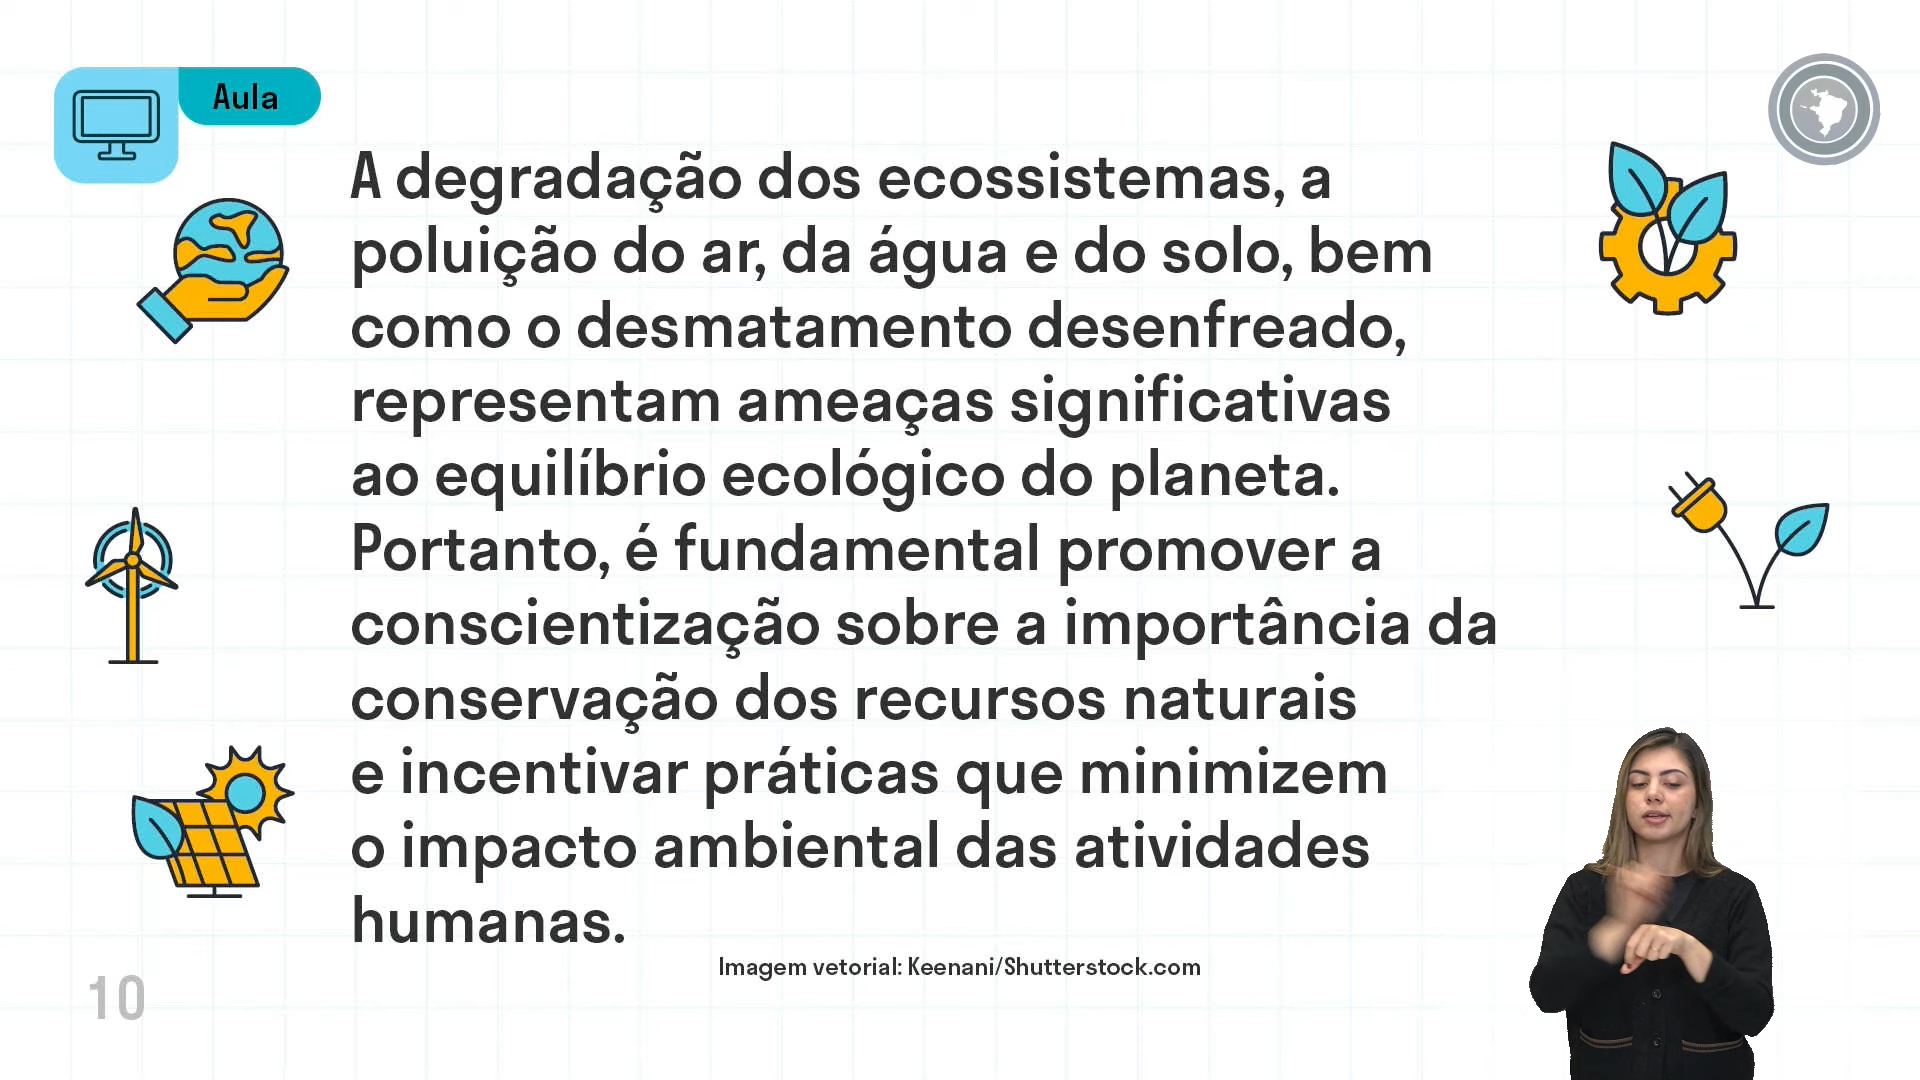 Aula
A degradação dos ecossistemas, a
poluição do ar, da água e do solo, bem
como o desmatamento desenfreado,
representam ameaças significativas
ao equilíbrio ecológico do planeta.
Portanto, é fundamental promover a
conscientização sobre a importância da
conservação dos recursos naturais
e incentivar práticas que minimizem
o impacto ambiental das atividades
humanas.
Imagem vetorial: Keenani/Shutterstock.com
10